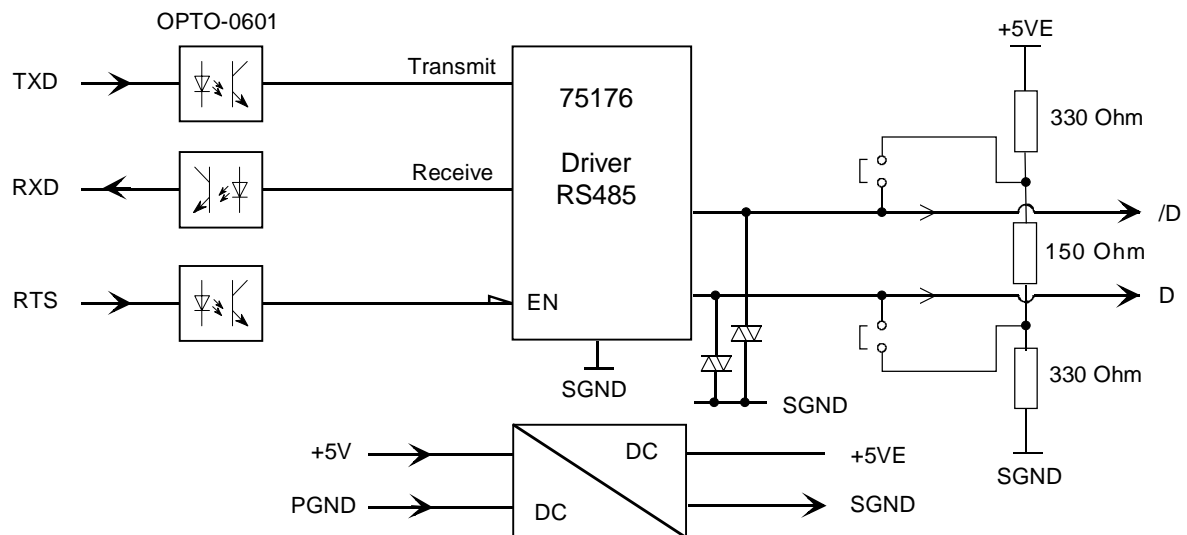 OPTO-0601
+5VE
TXD
Transmit
75176
330 Ohm
Driver
RS485
RXD
Receive
/D
150 Ohm
RTS
EN
D
SGND
330 Ohm
SGND
SGND
+5V
DC
+5VE
PGND
DC
SGND